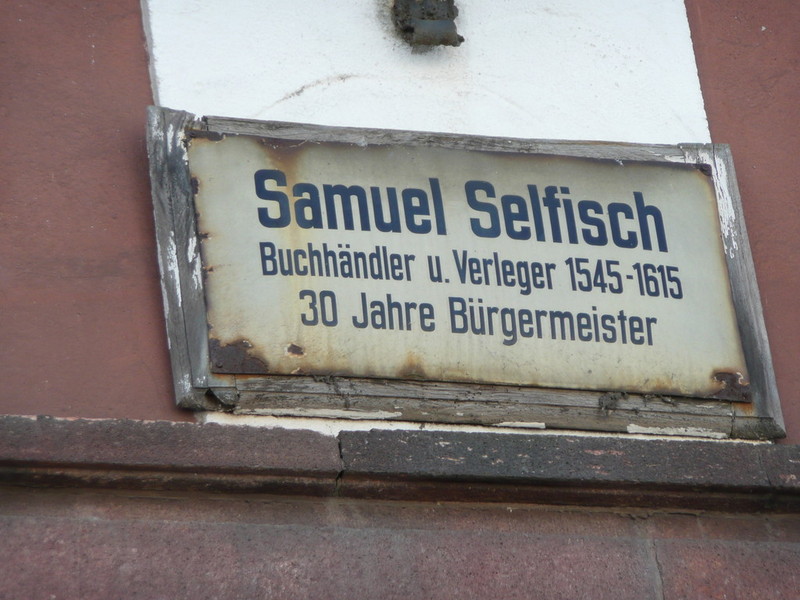 Samuel Selfisch
Buchhändler u. Verleger 1545-1615
30 Jahre Bürgermeister